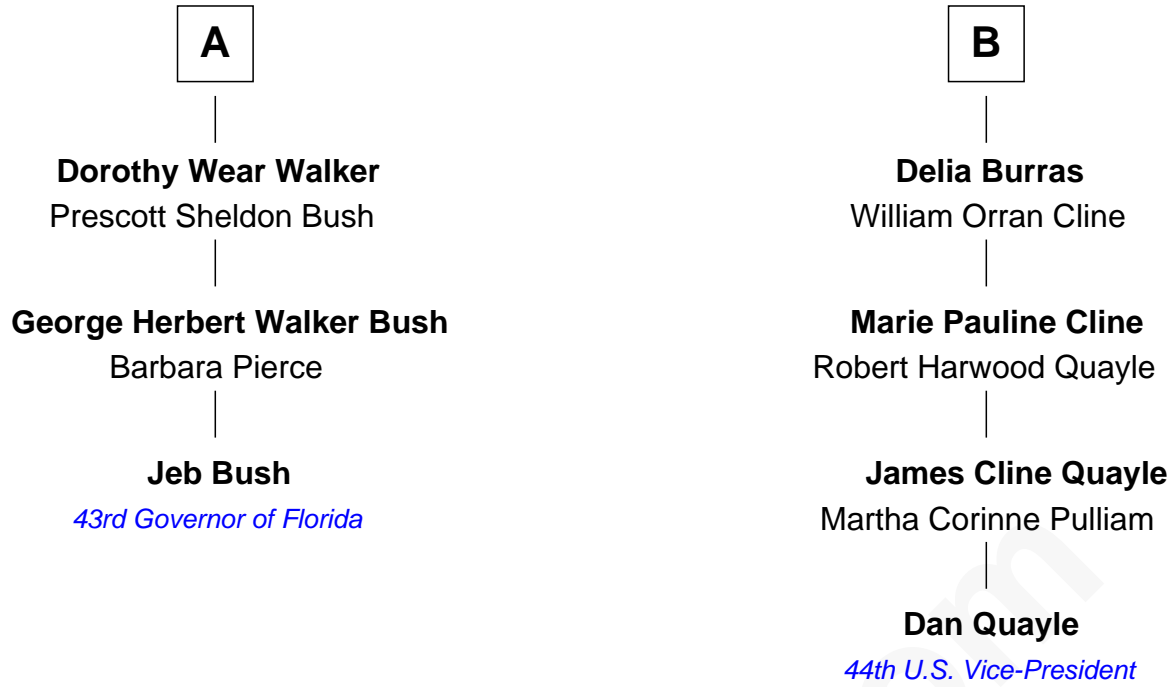 A
Dorothy Wear Walker
Prescott Sheldon Bush
George Herbert Walker Bush
Barbara Pierce
Jeb Bush
43rd Governor of Florida
B
Delia Burras
William Orran Cline
Marie Pauline Cline
Robert Harwood Quayle
James Cline Quayle
Martha Corinne Pulliam
Dan Quayle
44th U.S. Vice-President
om